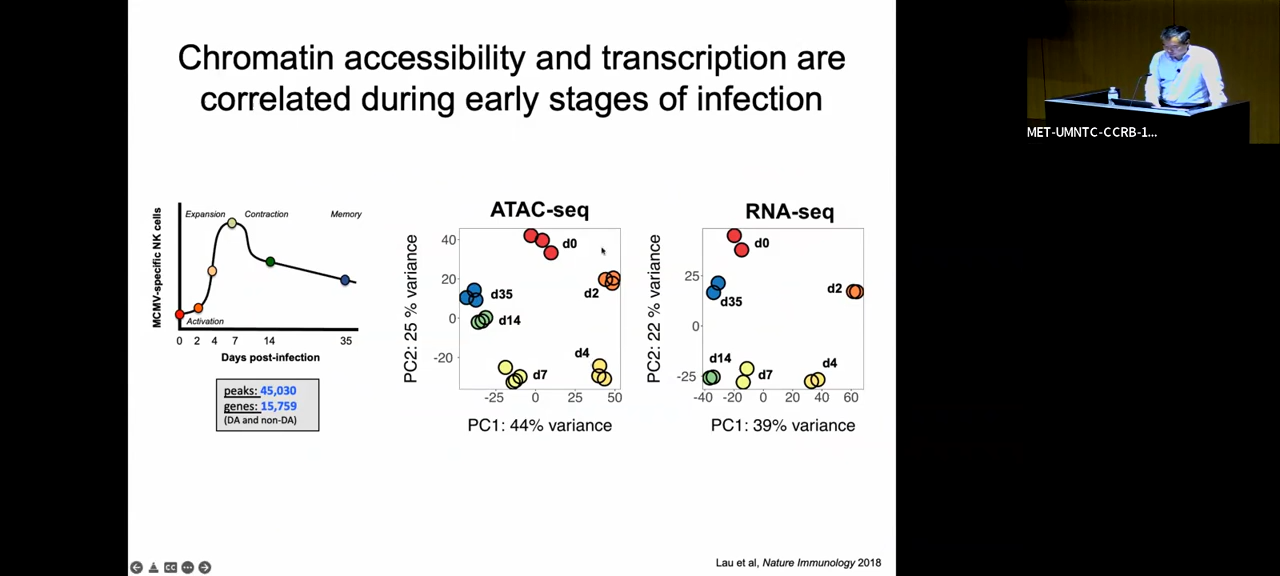 Chromatin accessibility and transcription are
correlated during early stages of infection
MET-UMNTC-CCRB-1...
MCMV-specific NK cells
Expansion
Contraction
Memory
Activation
0 2 4 7 14 35
Days post-infection
peaks: 45,030
genes: 15,759
(DA and non-DA)
ATAC-seq
PC2: 25 % variance
40
20
0
-20
d0
d2
d35
d14
d4
d7
-25 0 25 50
PC1: 44% variance
RNA-seq
PC2: 22 % variance
25
0
-25
d0
d2
d35
d14
d4
d7
-40 -20 0 20 40 60
PC1: 39% variance
CC
Lau et al, Nature Immunology 2018